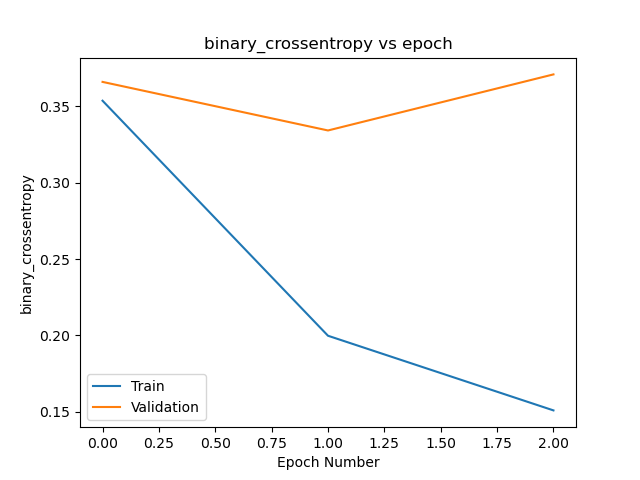 binary_crossentropy vs epoch
binary_crossentropy
0.35
0.30
0.25
0.20
0.15
Train
Validation
0.00 0.25 0.50 0.75 1.00 1.25 1.50 1.75 2.00
Epoch Number